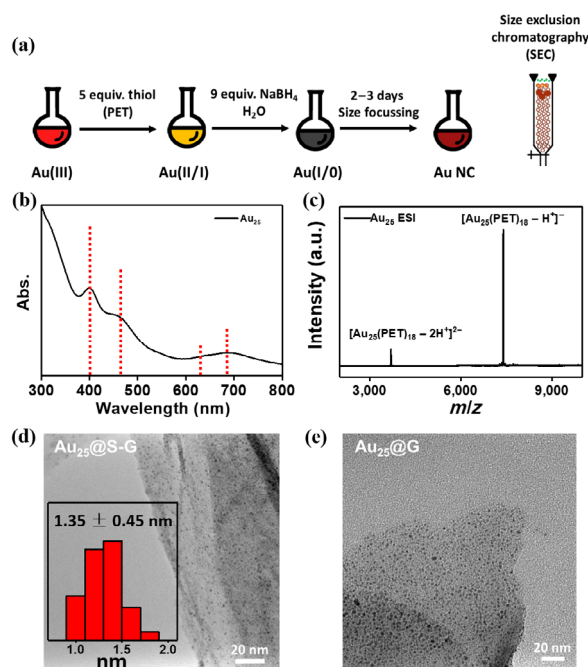 (a)
Size exclusion
chromatography
(SEC)
5 equiv. thiol
(PET)
9 equiv. NaBH4
H2O
2–3 days
Size focussing
Au(III)
Au(II/I)
Au(I/0)
Au NC
(b)
Au25
Abs.
300 400 500 600 700 800
Wavelength (nm)
(c)
Au25 ESI
[Au25(PET)18 – H+]–
[Au25(PET)18 – 2H+]2–
Intensity (a.u.)
3,000 6,000 9,000
m/z
(d)
Au25@S-G
1.35 ± 0.45 nm
1.0 1.5 2.0
nm
20 nm
(e)
Au25@G
20 nm